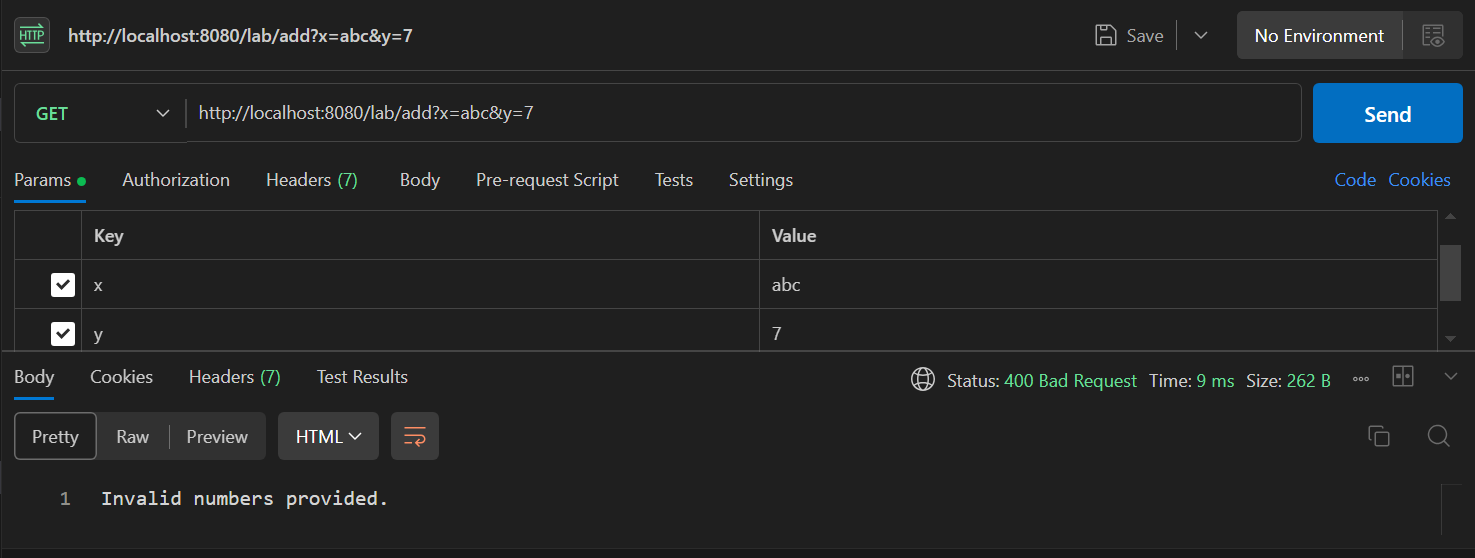 HTTP http://localhost:8080/lab/add?x=abc&y=7 Save No Environment
GET http://localhost:8080/lab/add?x=abc&y=7 Send
Params Authorization Headers (7) Body Pre-request Script Tests Settings Code Cookies
Key Value
x abc
y 7
Body Cookies Headers (7) Test Results Status: 400 Bad Request Time: 9 ms Size: 262 B
Pretty Raw Preview HTML
1 Invalid numbers provided.